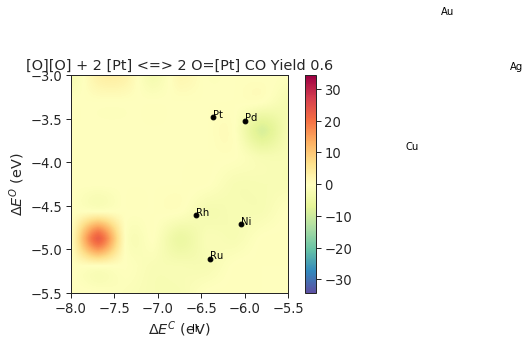 Au
Ag
[O][O] + 2 [Pt] <=> 2 O=[Pt] CO Yield 0.6
−3.0
−3.5
−4.0
−4.5
−5.0
−5.5
ΔE^O (eV)
Pt
Pd
Rh
Ni
Ru
Cu
30
20
10
0
−10
−20
−30
−8.0 −7.5 −7.0 −6.5 −6.0 −5.5
ΔE^C (eV)
Ir